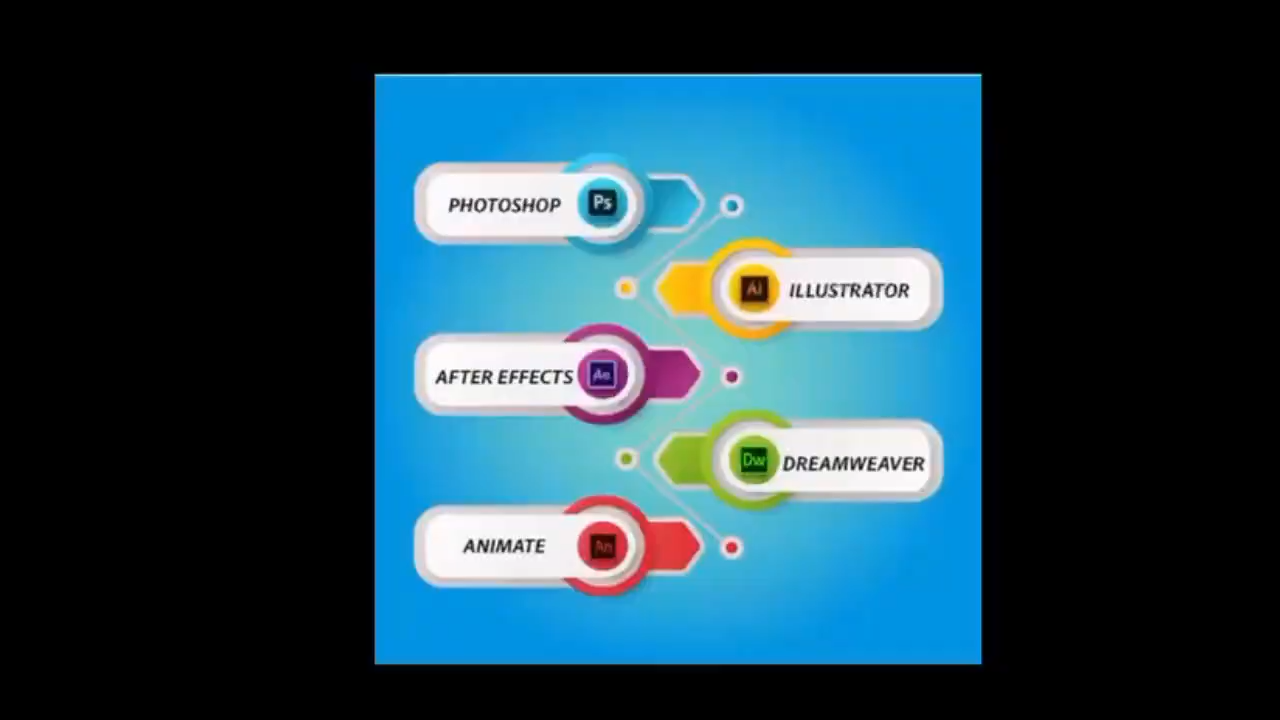 PHOTOSHOP Ps
Ai ILLUSTRATOR
AFTER EFFECTS Ae
Dw DREAMWEAVER
ANIMATE An